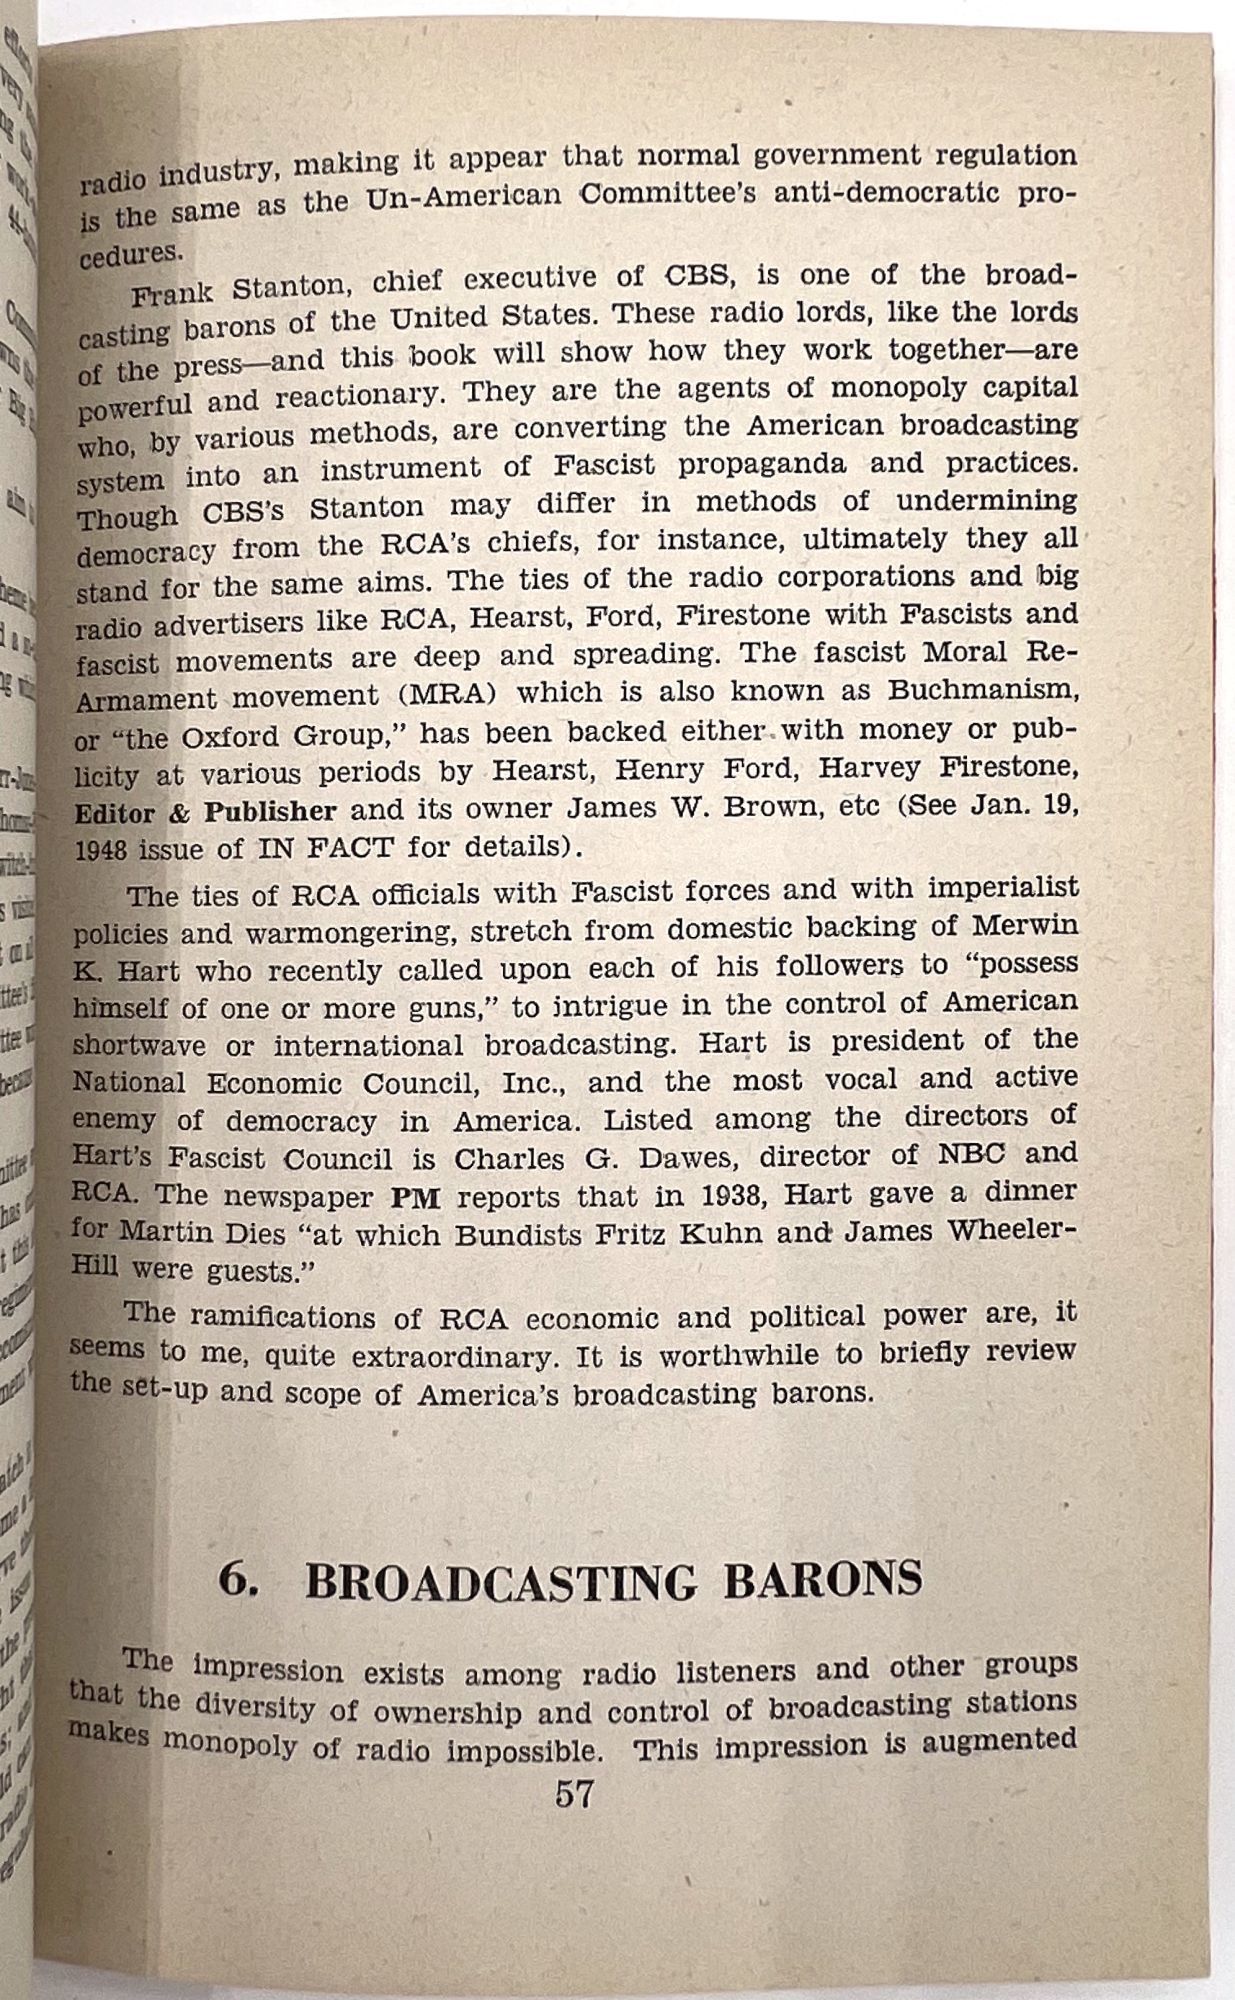 radio industry, making it appear that normal government regulation
is the same as the Un-American Committee's anti-democratic pro-
cedures.
Frank Stanton, chief executive of CBS, is one of the broad-
casting barons of the United States. These radio lords, like the lords
of the press—and this book will show how they work together—are
powerful and reactionary. They are the agents of monopoly capital
who, by various methods, are converting the American broadcasting
system into an instrument of Fascist propaganda and practices.
Though CBS's Stanton may differ in methods of undermining
democracy from the RCA's chiefs, for instance, ultimately they all
stand for the same aims. The ties of the radio corporations and big
radio advertisers like RCA, Hearst, Ford, Firestone with Fascists and
fascist movements are deep and spreading. The fascist Moral Re-
Armament movement (MRA) which is also known as Buchmanism,
or "the Oxford Group," has been backed either with money or pub-
licity at various periods by Hearst, Henry Ford, Harvey Firestone,
Editor & Publisher and its owner James W. Brown, etc (See Jan. 19,
1948 issue of IN FACT for details).
The ties of RCA officials with Fascist forces and with imperialist
policies and warmongering, stretch from domestic backing of Merwin
K. Hart who recently called upon each of his followers to "possess
himself of one or more guns," to intrigue in the control of American
shortwave or international broadcasting. Hart is president of the
National Economic Council, Inc., and the most vocal and active
enemy of democracy in America. Listed among the directors of
Hart's Fascist Council is Charles G. Dawes, director of NBC and
RCA. The newspaper PM reports that in 1938, Hart gave a dinner
for Martin Dies "at which Bundists Fritz Kuhn and James Wheeler-
Hill were guests."
The ramifications of RCA economic and political power are, it
seems to me, quite extraordinary. It is worthwhile to briefly review
the set-up and scope of America's broadcasting barons.
6. BROADCASTING BARONS
The impression exists among radio listeners and other groups
that the diversity of ownership and control of broadcasting stations
makes monopoly of radio impossible. This impression is augmented
57